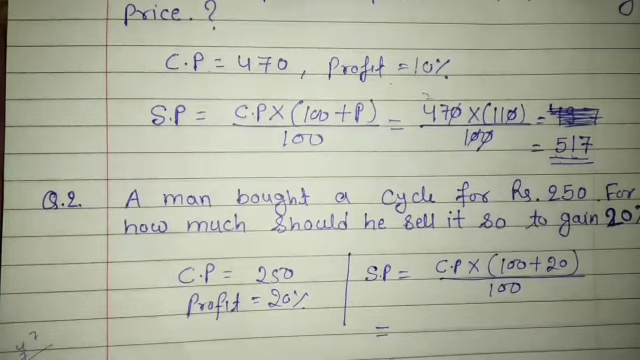 Price.?
C.P = 470, Profit = 10%
S.P = C.P X (100 + P) / 100 = 470 X (110) / 100 =
= 517
Q.2. A man bought a cycle for Rs. 250. For
how much should he sell it so to gain 20%
C.P = 250 | S.P = C.P X (100+20) / 100
Profit = 20%
=